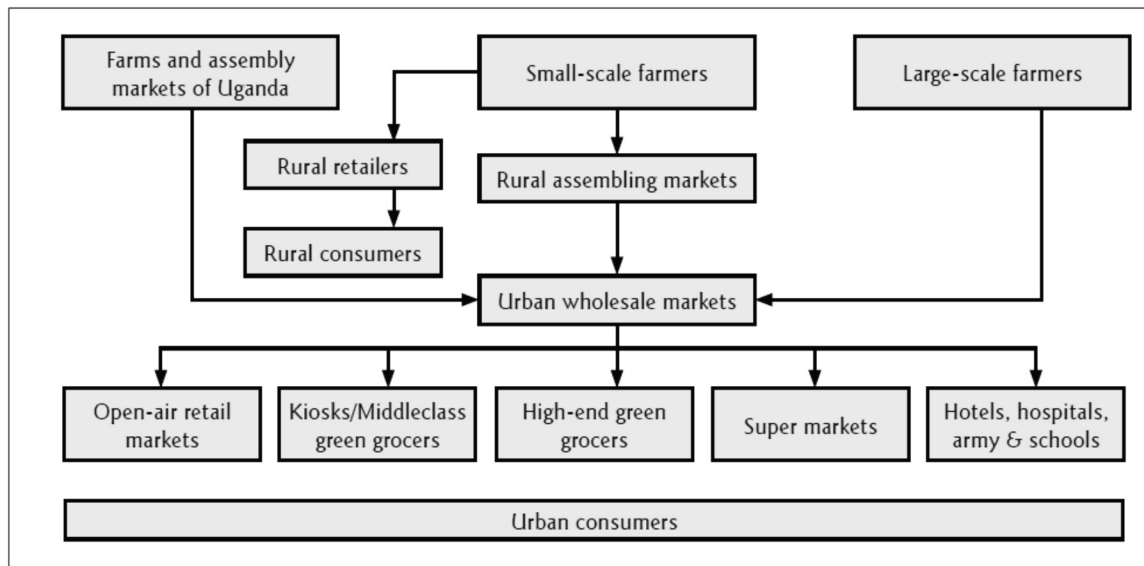 Farms and assembly
markets of Uganda
Small-scale farmers
Large-scale farmers
Rural retailers
Rural assembling markets
Rural consumers
Urban wholesale markets
Open-air retail
markets
Kiosks/Middleclass
green grocers
High-end green
grocers
Super markets
Hotels, hospitals,
army & schools
Urban consumers